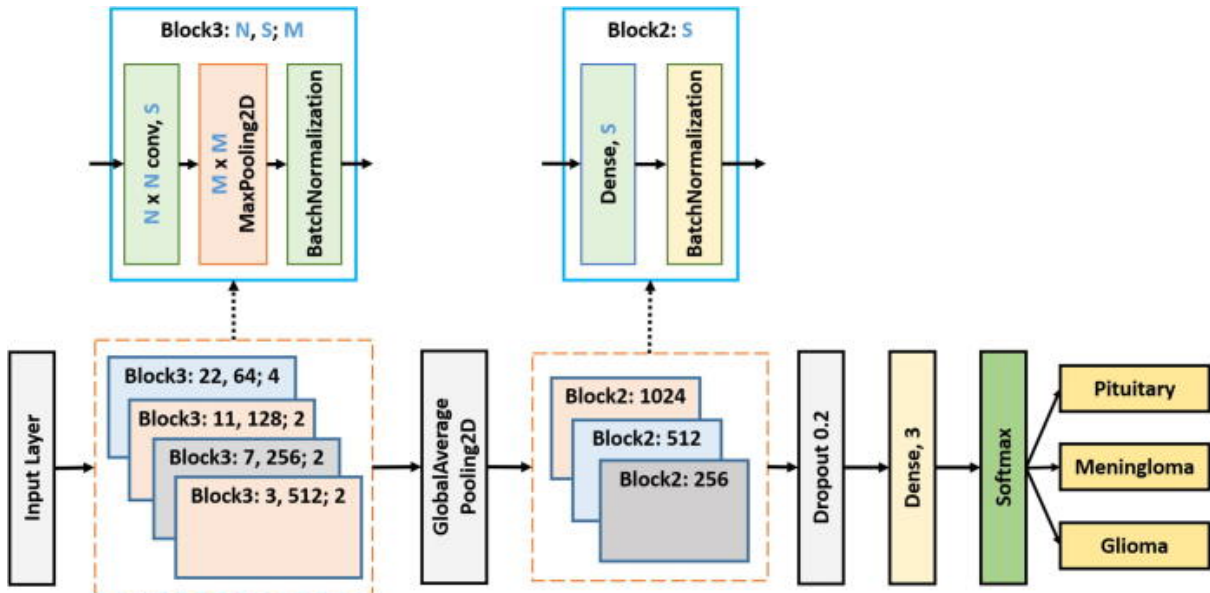 Block3: N, S; M
N x N conv, S
M x M
MaxPooling2D
BatchNormalization
Block2: S
Dense, S
BatchNormalization
Input Layer
Block3: 22, 64; 4
Block3: 11, 128; 2
Block3: 7, 256; 2
Block3: 3, 512; 2
GlobalAverage
Pooling2D
Block2: 1024
Block2: 512
Block2: 256
Dropout 0.2
Dense, 3
Softmax
Pituitary
Meningloma
Glioma